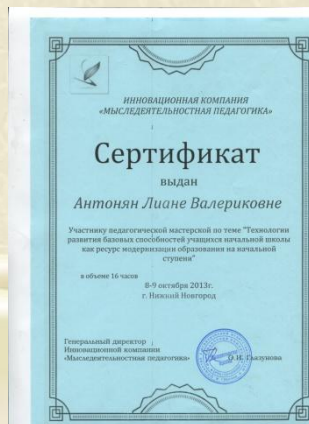 ИННОВАЦИОННАЯ КОМПАНИЯ
«МЫСЛЕДЕЯТЕЛЬНОСТНАЯ ПЕДАГОГИКА»
Сертификат
выдан
Антонян Лиане Валериковне
Участнику педагогической мастерской по теме "Технологии
развития базовых способностей учащихся начальной школы
как ресурс модернизации образования на начальной
ступени"
в объеме 16 часов
8-9 октября 2013г.
г. Нижний Новгород
Генеральный директор
Инновационной компании
«Мыследеятельностная педагогика»
О.И. Глазунова